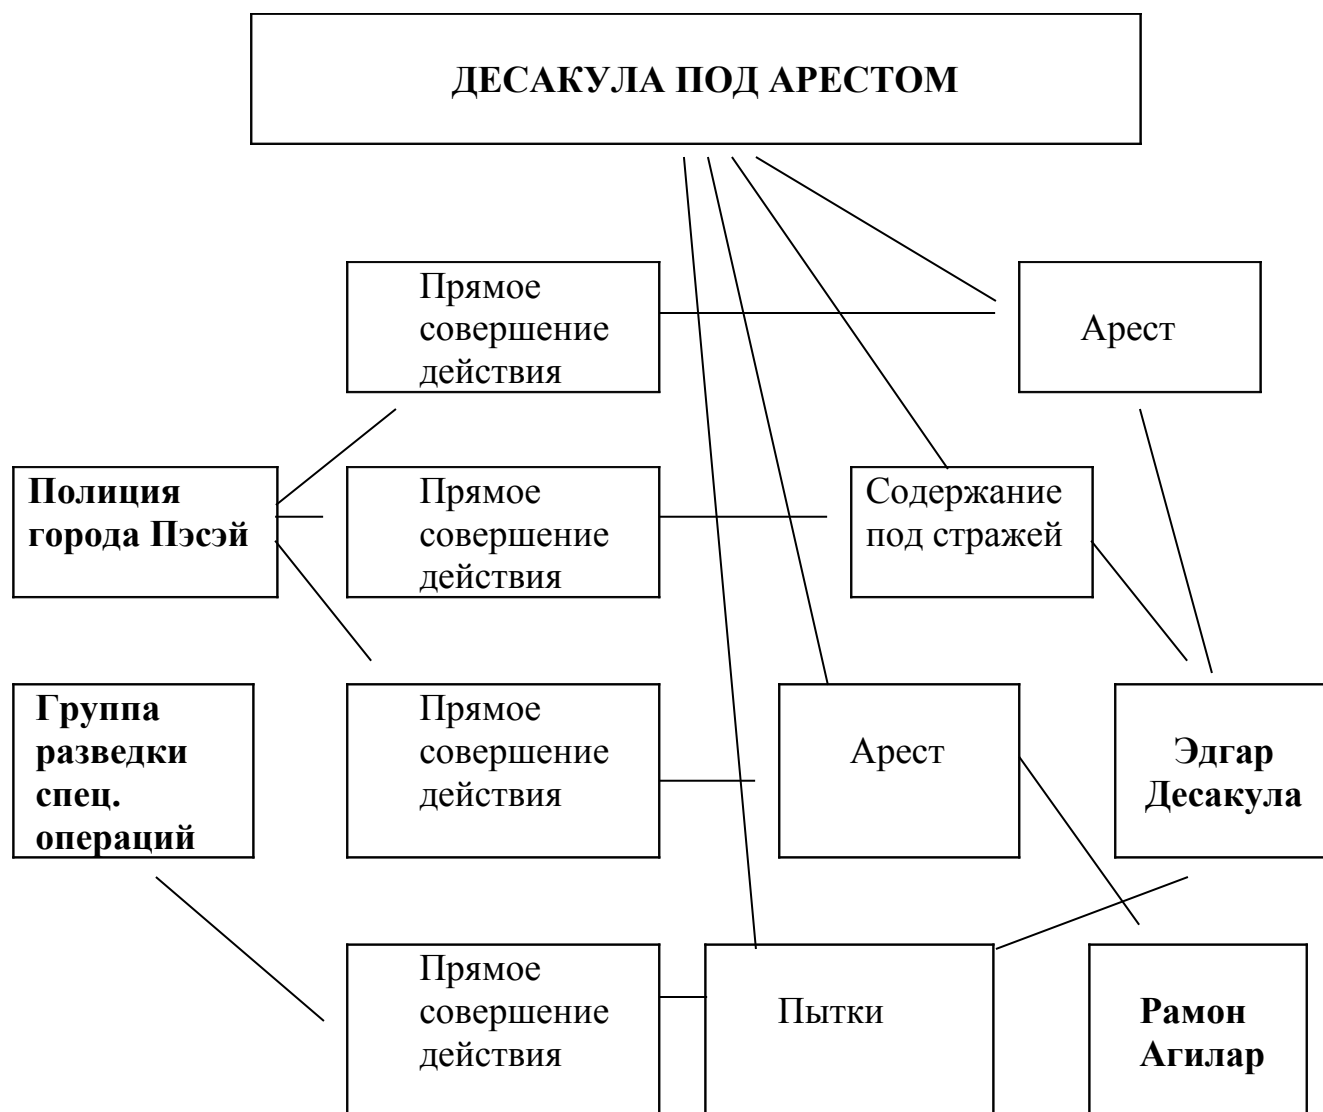 ДЕСАКУЛА ПОД АРЕСТОМ
Прямое
совершение
действия
Арест
Полиция
города Пэсэй
Прямое
совершение
действия
Содержание
под стражей
Группа
разведки
спец.
операций
Прямое
совершение
действия
Арест
Эдгар
Десакула
Прямое
совершение
действия
Пытки
Рамон
Агилар